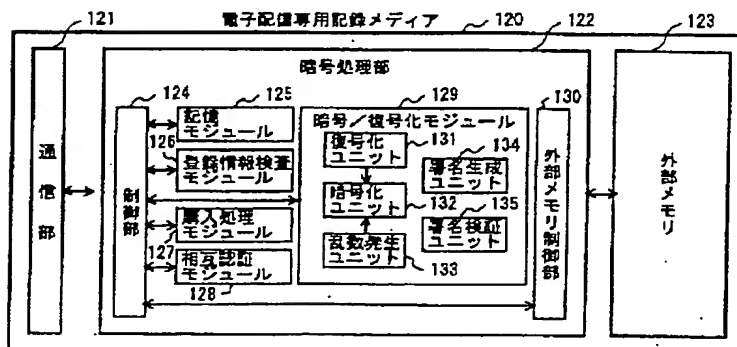 電子配信専用記録メディア
120
121
122
123
暗号処理部
124
125
129
130
記憶
モジュール
暗号/復号化モジュール
126
登録情報検査
モジュール
復号化
ユニット
131
134
署名生成
ユニット
通信部
制御部
暗号化
ユニット
132
135
購入処理
モジュール
127
署名検証
ユニット
相互認証
モジュール
128
乱数発生
ユニット
133
外部メモリ制御部
外部メモリ